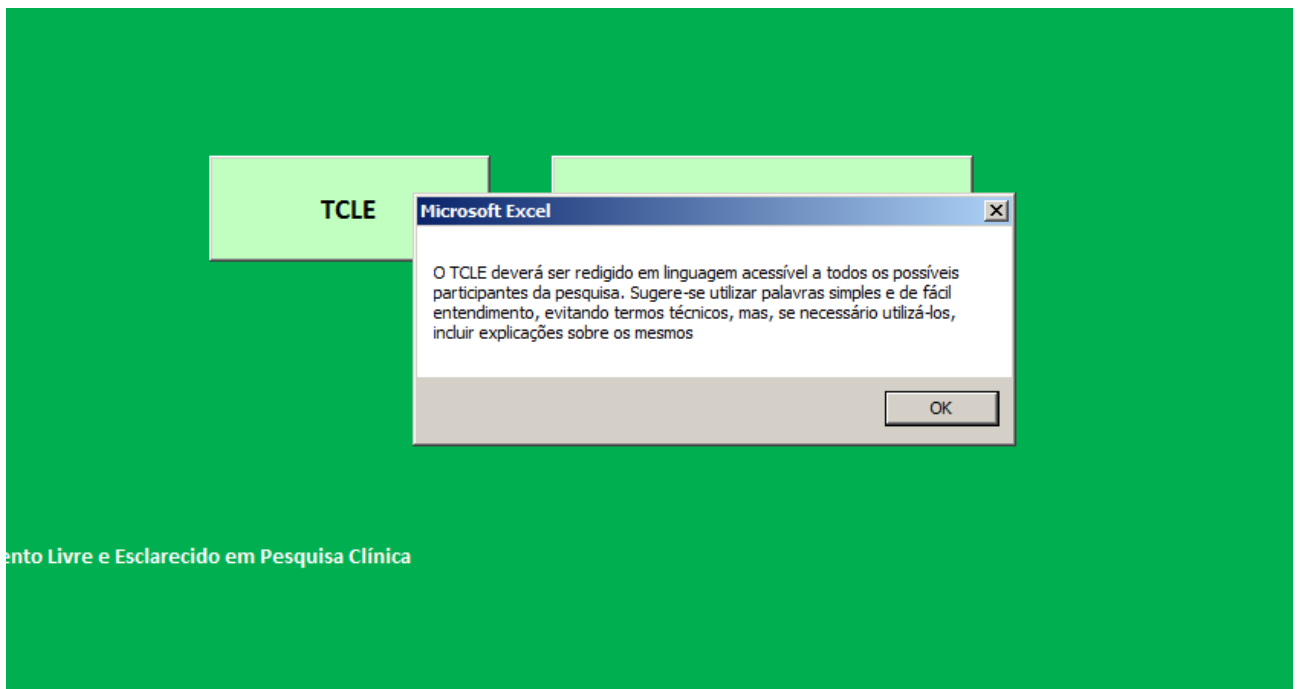 TCLE
Microsoft Excel
O TCLE deverá ser redigido em linguagem acessível a todos os possíveis
participantes da pesquisa. Sugere-se utilizar palavras simples e de fácil
entendimento, evitando termos técnicos, mas, se necessário utilizá-los,
incluir explicações sobre os mesmos
OK
ento Livre e Esclarecido em Pesquisa Clínica